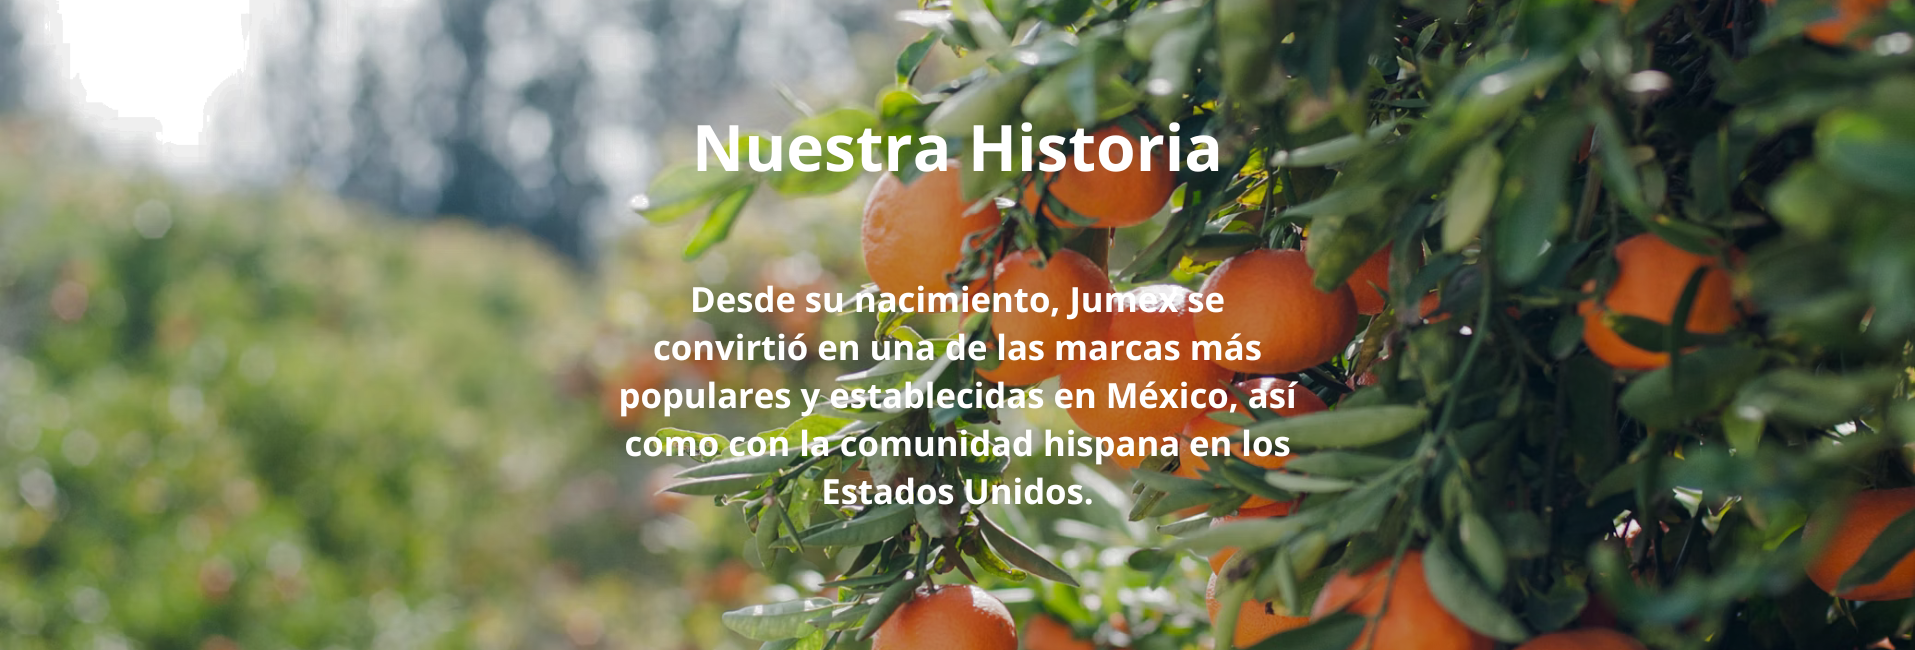 Nuestra Historia
Desde su nacimiento, Jumex se
convirtió en una de las marcas más
populares y establecidas en México, así
como con la comunidad hispana en los
Estados Unidos.